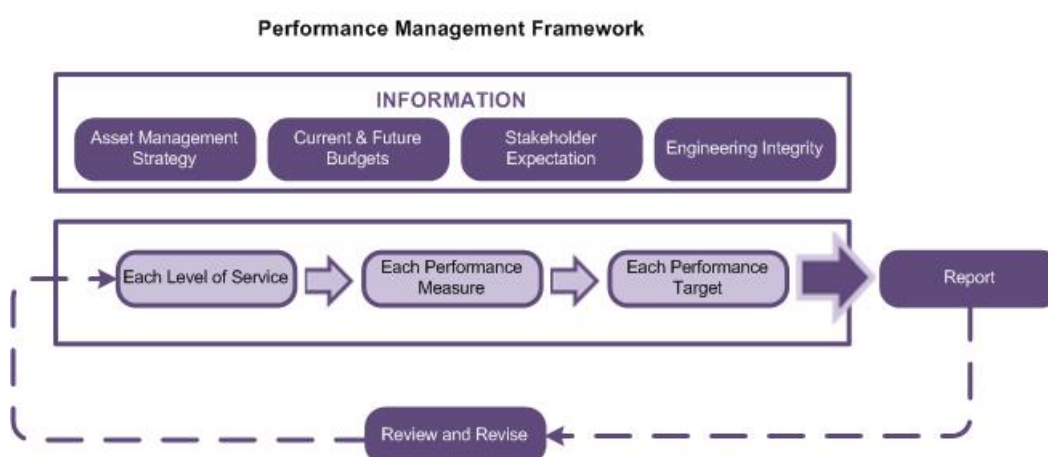 Performance Management Framework
INFORMATION
Asset Management
Strategy
Current & Future
Budgets
Stakeholder
Expectation
Engineering Integrity
Each Level of Service
Each Performance
Measure
Each Performance
Target
Report
Review and Revise